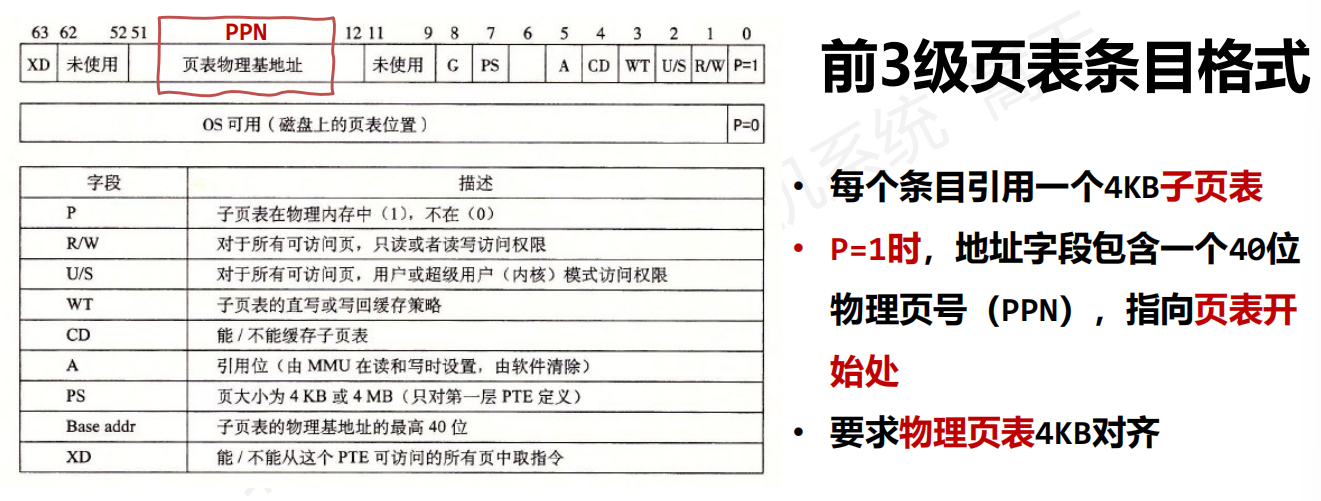 PPN
63 62 52 51 12 11 9 8 7 6 5 4 3 2 1 0
XD 未使用 页表物理基地址 未使用 G PS A CD WT U/S R/W P=1
OS 可用（磁盘上的页表位置） P=0
字段 描述
P 子页表在物理内存中（1），不在（0）
R/W 对于所有可访问页，只读或者读写访问权限
U/S 对于所有可访问页，用户或超级用户（内核）模式访问权限
WT 子页表的直写或写回缓存策略
CD 能 / 不能缓存子页表
A 引用位（由 MMU 在读和写时设置，由软件清除）
PS 页大小为 4 KB 或 4 MB（只对第一层 PTE 定义）
Base addr 子页表的物理基地址的最高 40 位
XD 能 / 不能从这个 PTE 可访问的所有页中取指令
前3级页表条目格式
• 每个条目引用一个4KB子页表
• P=1时，地址字段包含一个40位
物理页号（PPN），指向页表开
始处
• 要求物理页表4KB对齐
机系统